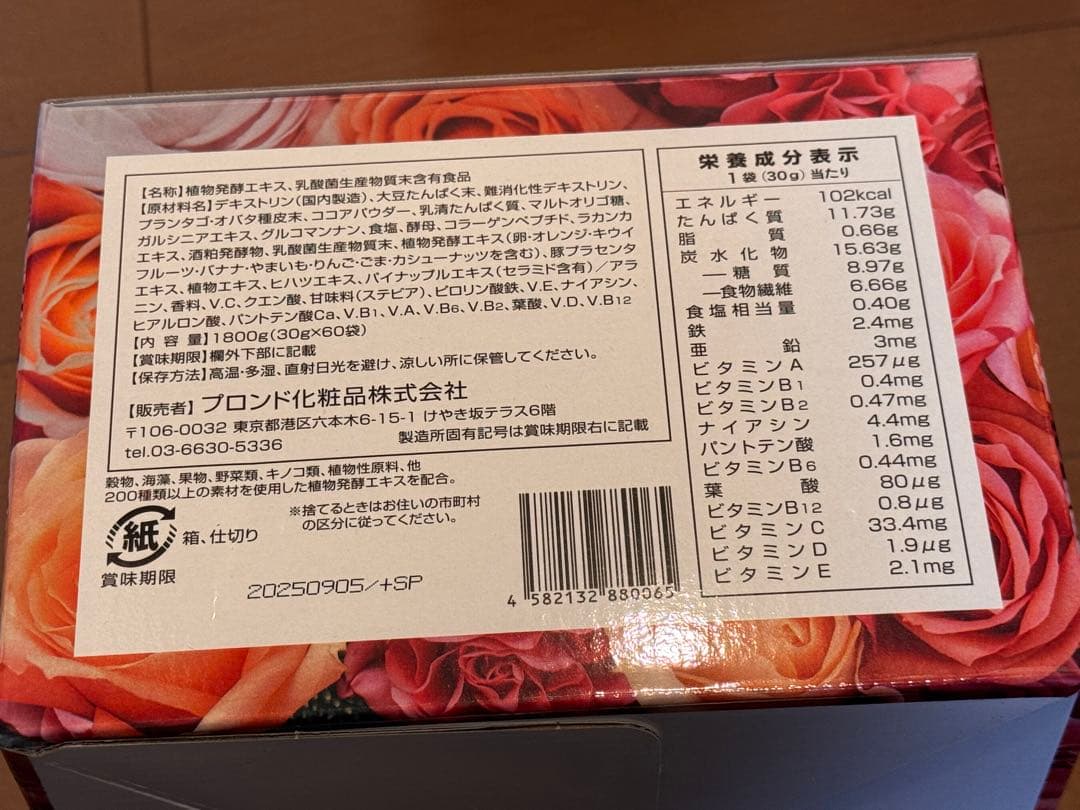 【名称】植物発酵エキス、乳酸菌生産物質末含有食品
【原材料名】デキストリン(国内製造)、大豆たんぱく末、難消化性デキストリン、
プランタゴ・オバタ種皮末、ココアパウダー、乳清たんぱく質、マルトオリゴ糖、
ガルシニアエキス、グルコマンナン、食塩、酵母、コラーゲンペプチド、ラカンカ
エキス、酒粕発酵物、乳酸菌生産物質末、植物発酵エキス(卵・オレンジ・キウイ
フルーツ・バナナ・やまいも・りんご・ごま・カシューナッツを含む)、豚プラセンタ
エキス、植物エキス、ヒハツエキス、パイナップルエキス(セラミド含有)/アラ
ニン、香料、V.C、クエン酸、甘味料(ステビア)、ピロリン酸鉄、V.E、ナイアシン、
ヒアルロン酸、パントテン酸Ca、V.B1、V.A、V.B6、V.B2、葉酸、V.D、V.B12
【内 容 量】1800g(30g×60袋)
【賞味期限】欄外下部に記載
【保存方法】高温・多湿、直射日光を避け、涼しい所に保管してください。
【販売者】ブロンド化粧品株式会社
〒106-0032 東京都港区六本木6-15-1 けやき坂テラス6階
tel.03-6630-5336 製造所固有記号は賞味期限右に記載
穀物、海藻、果物、野菜類、キノコ類、植物性原料、他
200種類以上の素材を使用した植物発酵エキスを配合。
紙 箱、仕切り
※捨てるときはお住いの市町村
の区分に従ってください。
賞味期限
20250905/+SP
4 582132 880065
栄養成分表示
1袋(30g)当たり
エネルギー 102kcal
たんぱく質 11.73g
脂質 0.66g
炭水化物 15.63g
―糖質 8.97g
―食物繊維 6.66g
食塩相当量 0.40g
鉄 2.4mg
亜鉛 3mg
ビタミンA 257μg
ビタミンB1 0.4mg
ビタミンB2 0.47mg
ナイアシン 4.4mg
パントテン酸 1.6mg
ビタミンB6 0.44mg
葉酸 80μg
ビタミンB12 0.8μg
ビタミンC 33.4mg
ビタミンD 1.9μg
ビタミンE 2.1mg